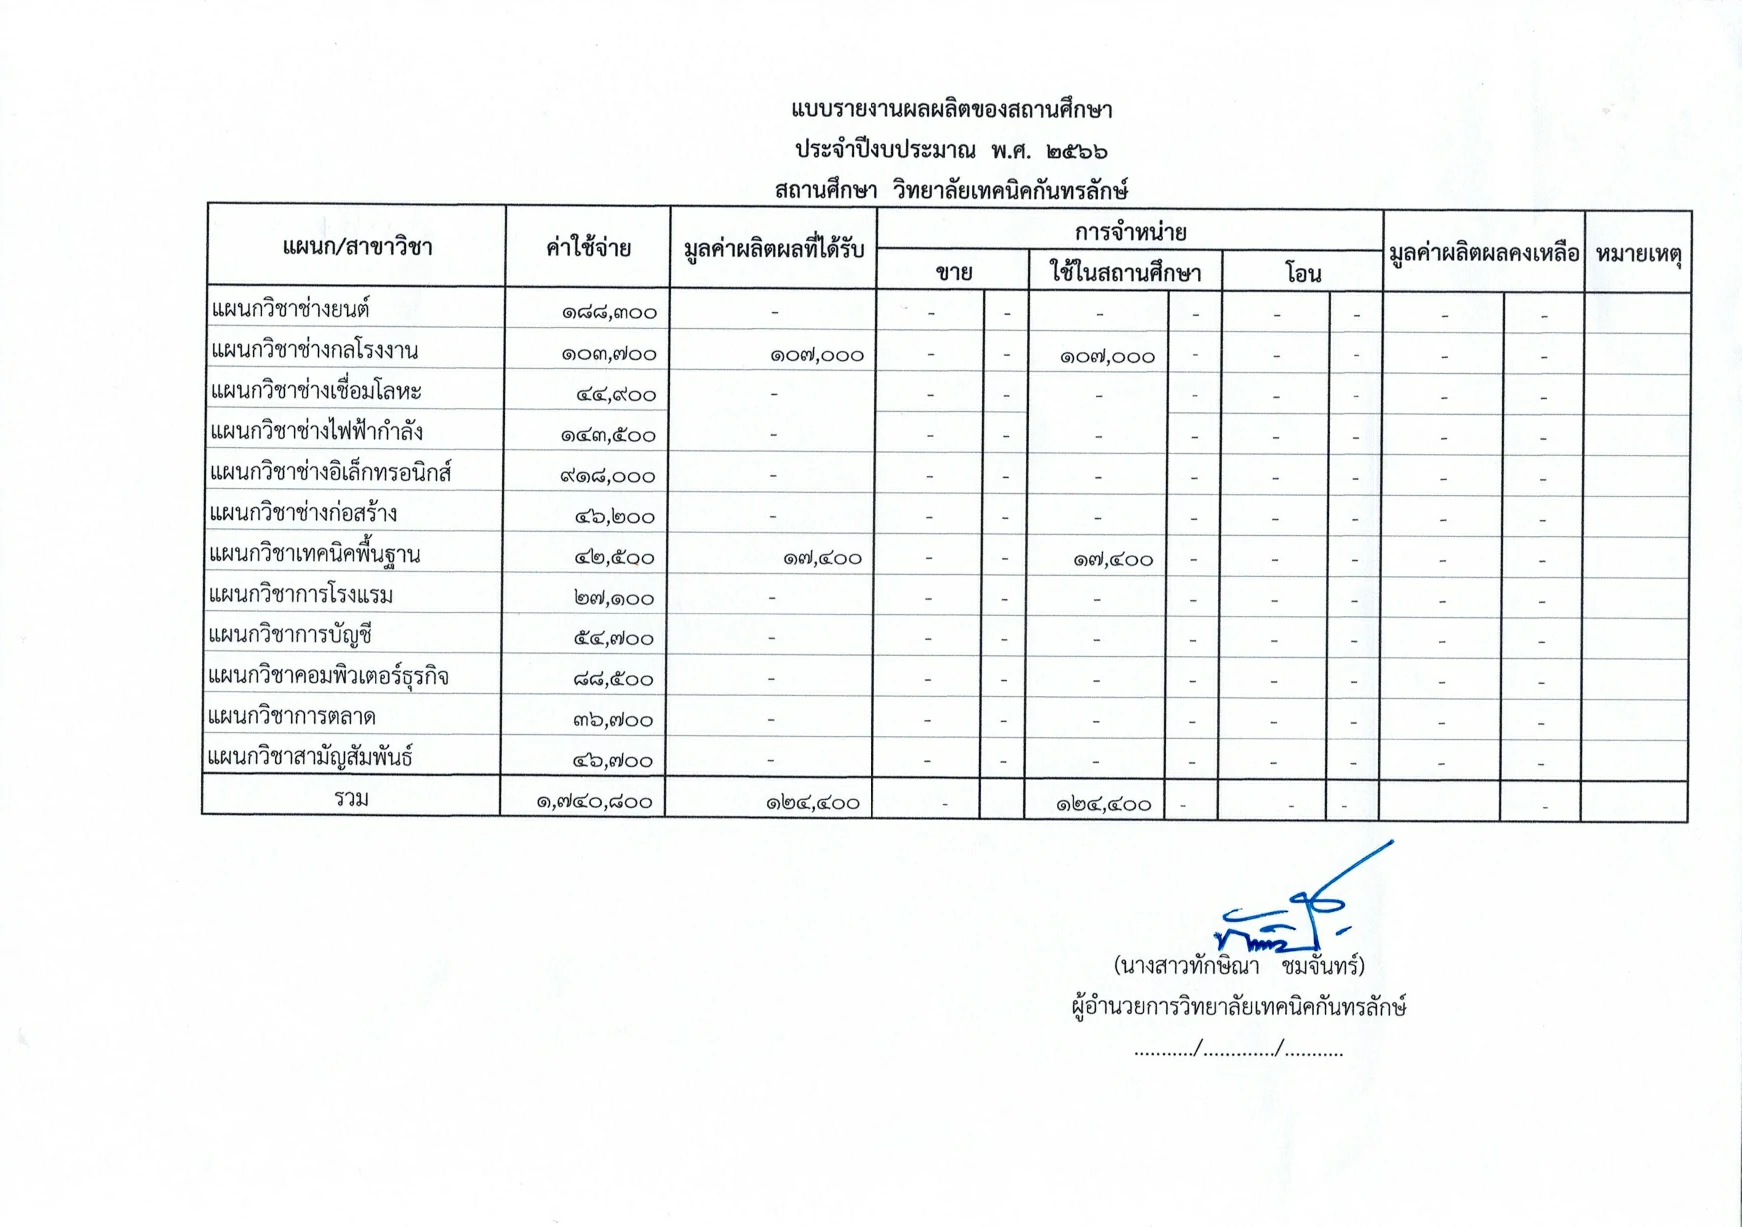 แบบรายงานผลผลิตของสถานศึกษา
ประจำปีงบประมาณ พ.ศ. ๒๕๖๖
สถานศึกษา วิทยาลัยเทคนิคกันทรลักษ์
แผนก/สาขาวิชา ค่าใช้จ่าย มูลค่าผลิตผลที่ได้รับ การจำหน่าย มูลค่าผลิตผลคงเหลือ หมายเหตุ
ขาย ใช้ในสถานศึกษา โอน
แผนกวิชาช่างยนต์ ๑๘๘,๓๐๐ - - - - - - - - -
แผนกวิชาช่างกลโรงงาน ๑๐๓,๗๐๐ ๑๐๗,๐๐๐ - - ๑๐๗,๐๐๐ - - - - -
แผนกวิชาช่างเชื่อมโลหะ ๔๔,๙๐๐ - - - - - - - - -
แผนกวิชาช่างไฟฟ้ากำลัง ๑๔๓,๕๐๐ - - - - - - - - -
แผนกวิชาช่างอิเล็กทรอนิกส์ ๙๑๘,๐๐๐ - - - - - - - - -
แผนกวิชาช่างก่อสร้าง ๔๖,๒๐๐ - - - - - - - - -
แผนกวิชาเทคนิคพื้นฐาน ๔๒,๕๐๐ ๑๗,๔๐๐ - - ๑๗,๔๐๐ - - - - -
แผนกวิชาการโรงแรม ๒๗,๑๐๐ - - - - - - - - -
แผนกวิชาการบัญชี ๕๔,๗๐๐ - - - - - - - - -
แผนกวิชาคอมพิวเตอร์ธุรกิจ ๘๘,๕๐๐ - - - - - - - - -
แผนกวิชาการตลาด ๓๖,๗๐๐ - - - - - - - - -
แผนกวิชาสามัญสัมพันธ์ ๔๖,๗๐๐ - - - - - - - - -
รวม ๑,๗๔๐,๘๐๐ ๑๒๔,๔๐๐ - ๑๒๔,๔๐๐ - - - -
(นางสาวทักษิณา ชมจันทร์)
ผู้อำนวยการวิทยาลัยเทคนิคกันทรลักษ์
.........../............./...........